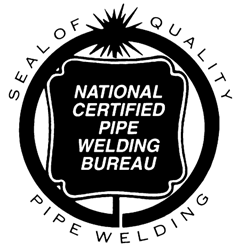 SEAL OF QUALITY
NATIONAL
CERTIFIED
PIPE
WELDING
BUREAU
PIPE WELDING